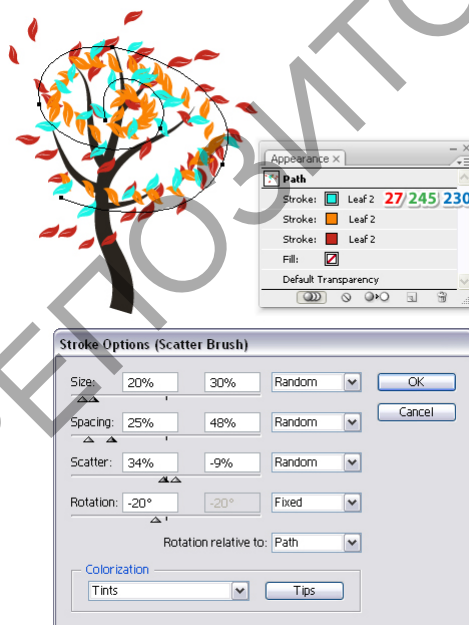 Appearance ×
Path
Stroke: Leaf 2 27 245 230
Stroke: Leaf 2
Stroke: Leaf 2
Fill:
Default Transparency
Stroke Options (Scatter Brush)
Size: 20% 30% Random OK
Spacing: 25% 48% Random Cancel
Scatter: 34% -9% Random
Rotation: -20° -20° Fixed
Rotation relative to: Path
Colorization
Tints Tips
ЕПОЗИТО